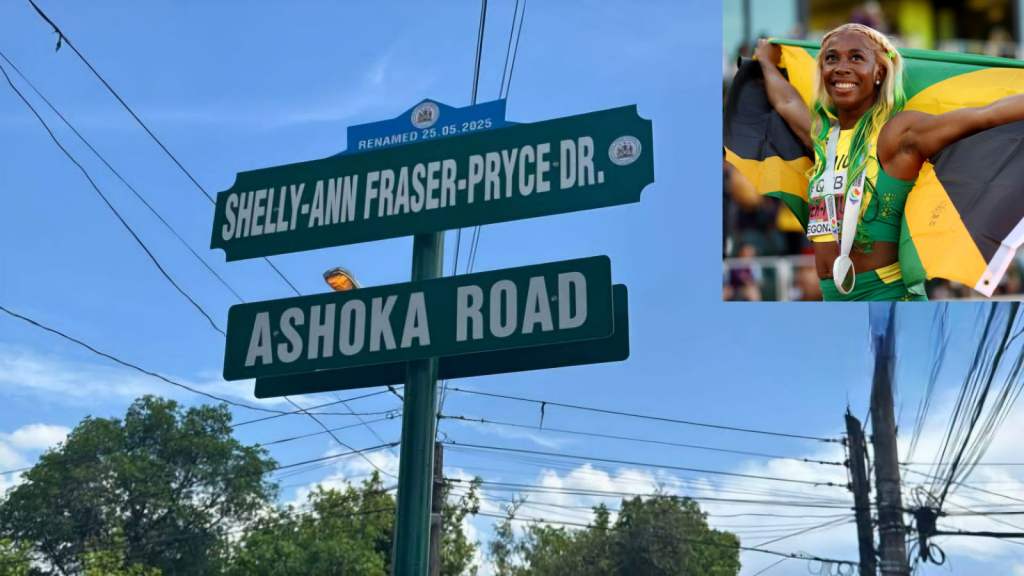 RENAMED 25.05.2025
SHELLY-ANN FRASER-PRYCE DR.
ASHOKA ROAD